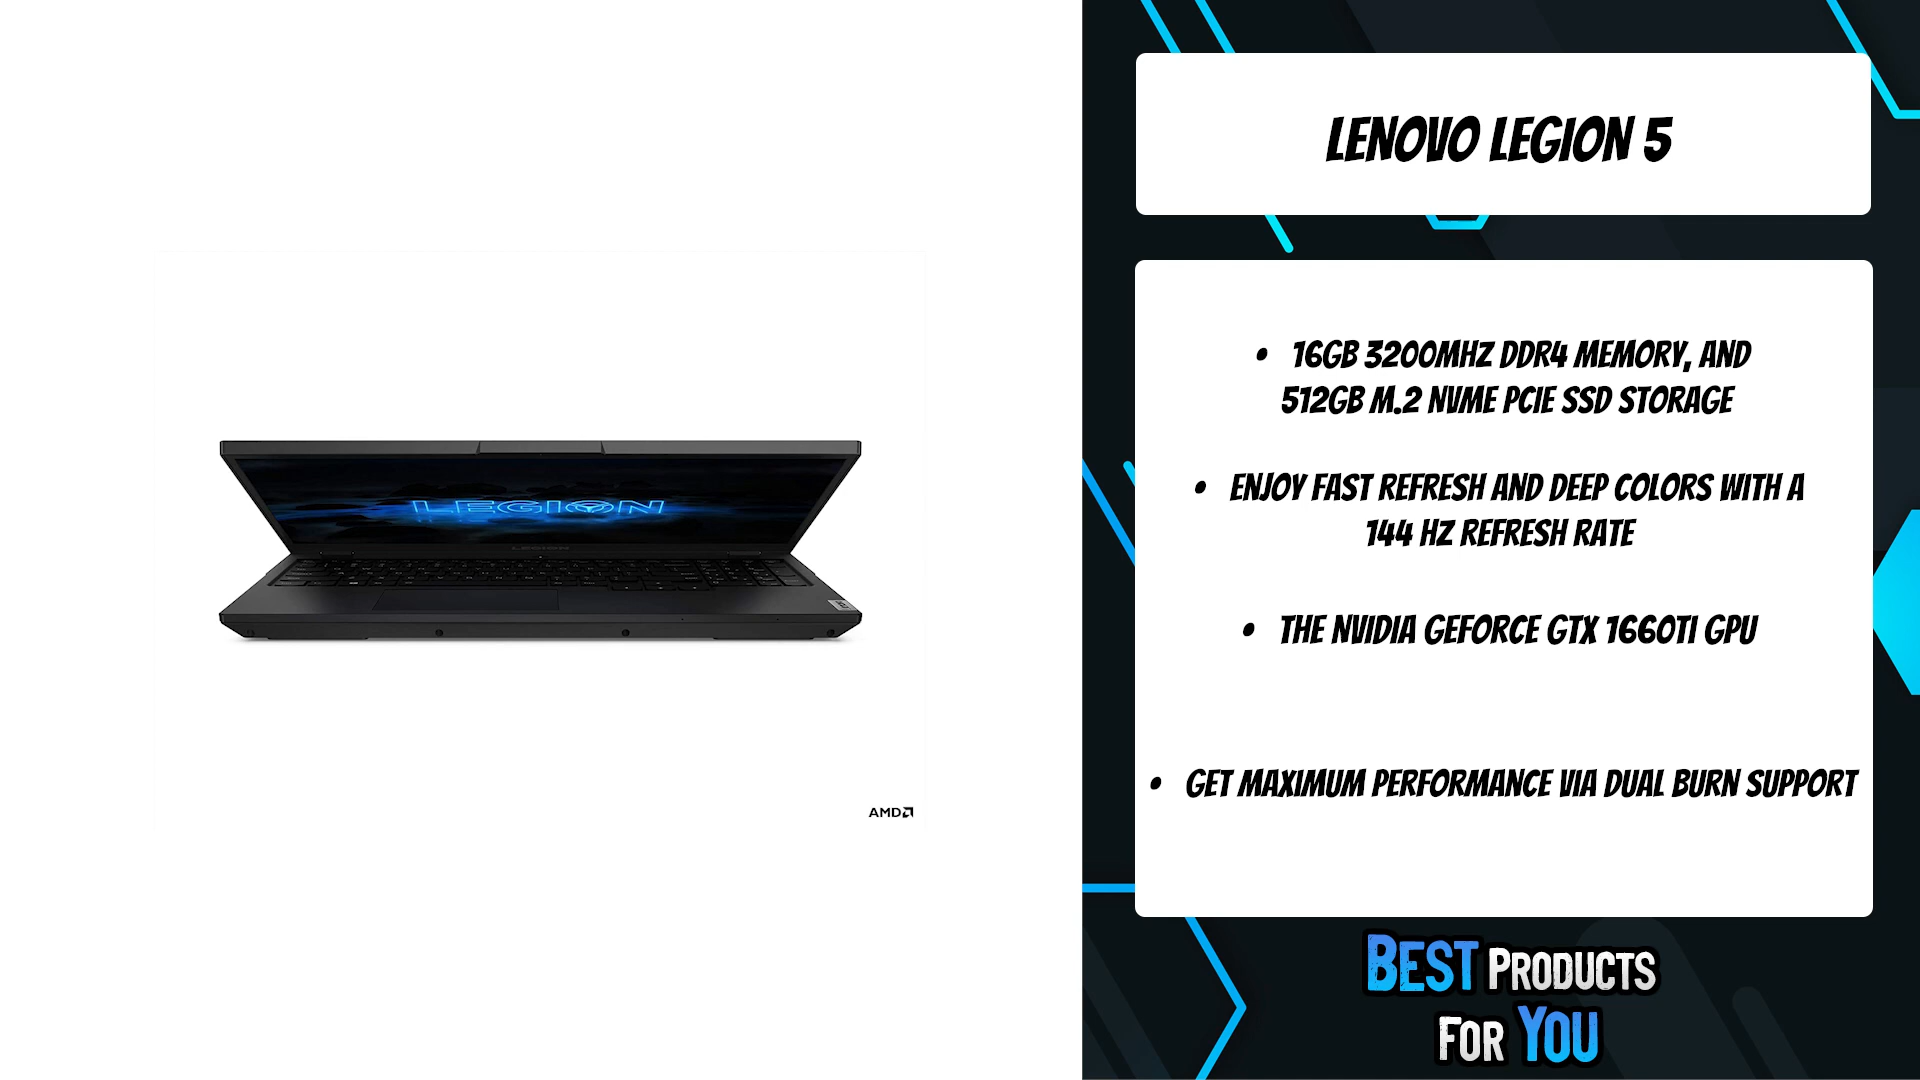 LENOVO LEGION 5
• 16GB 3200MHZ DDR4 MEMORY, AND
512GB M.2 NVME PCIE SSD STORAGE
• ENJOY FAST REFRESH AND DEEP COLORS WITH A
144 HZ REFRESH RATE
• THE NVIDIA GEFORCE GTX 1660TI GPU
• GET MAXIMUM PERFORMANCE VIA DUAL BURN SUPPORT
LEGION
LEGION
AMD
BEST PRODUCTS
FOR YOU